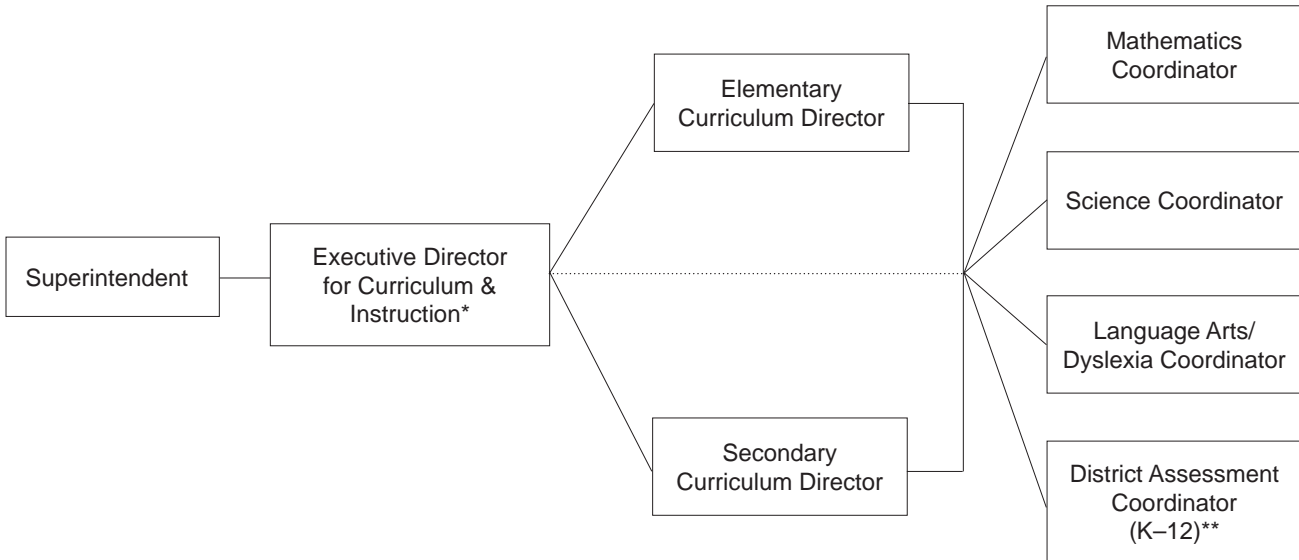 Superintendent
Executive Director
for Curriculum &
Instruction*
Elementary
Curriculum Director
Secondary
Curriculum Director
Mathematics
Coordinator
Science Coordinator
Language Arts/
Dyslexia Coordinator
District Assessment
Coordinator
(K–12)**